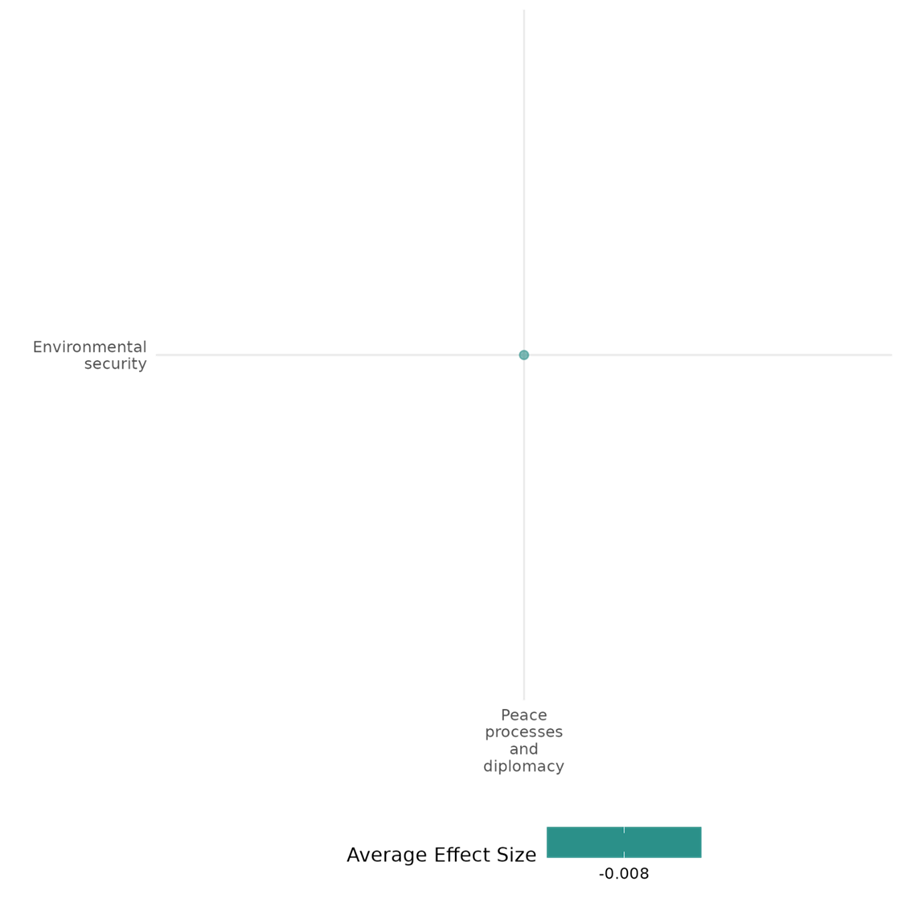 Environmental
security
Peace
processes
and
diplomacy
Average Effect Size
-0.008